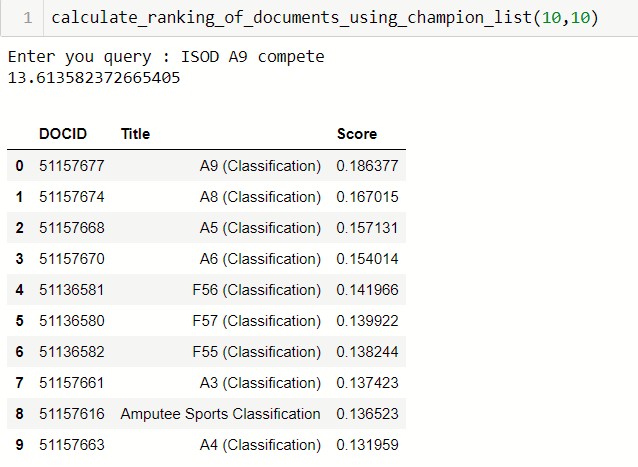 1 calculate_ranking_of_documents_using_champion_list(10,10)
Enter you query : ISOD A9 compete
13.613582372665405
DOCID Title Score
0 51157677 A9 (Classification) 0.186377
1 51157674 A8 (Classification) 0.167015
2 51157668 A5 (Classification) 0.157131
3 51157670 A6 (Classification) 0.154014
4 51136581 F56 (Classification) 0.141966
5 51136580 F57 (Classification) 0.139922
6 51136582 F55 (Classification) 0.138244
7 51157661 A3 (Classification) 0.137423
8 51157616 Amputee Sports Classification 0.136523
9 51157663 A4 (Classification) 0.131959